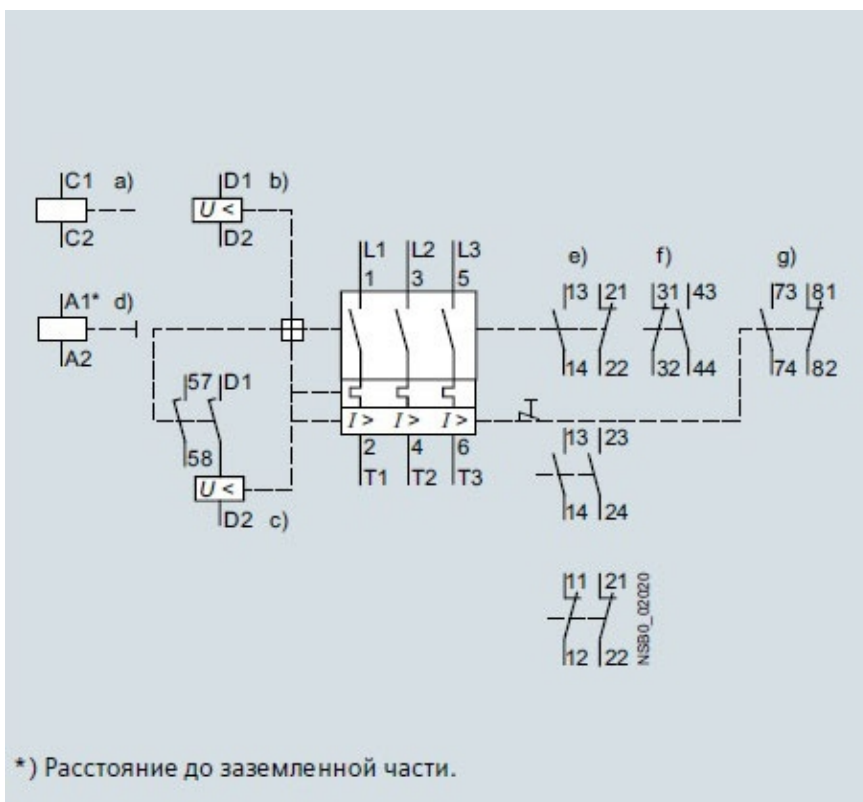 C1 a) D1 b)
C2 D2
L1 L2 L3
1 3 5
e) f) g)
13 21 31 43 73 81
A1* d)
A2
14 22 32 44 74 82
57 D1
58
I > I > I >
2 4 6
T1 T2 T3
13 23
14 24
U <
U <
D2 c)
11 21
12 22
NSB0_02020
*) Расстояние до заземленной части.